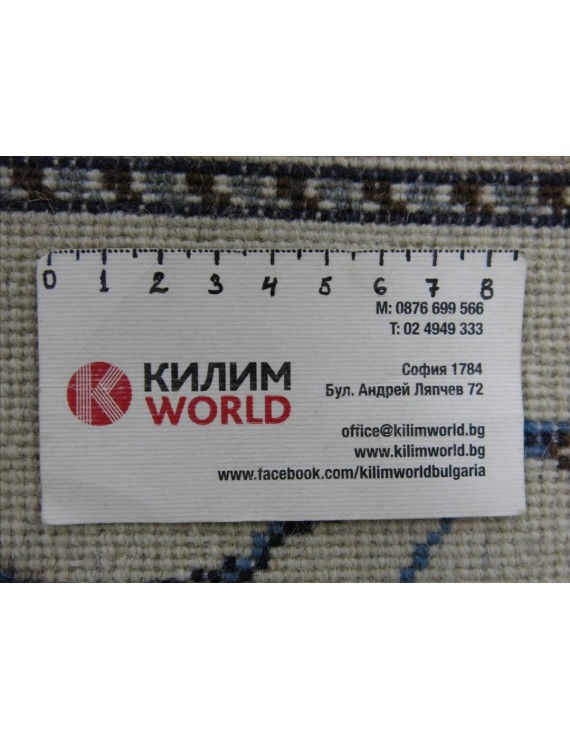 0 1 2 3 4 5 6 7 8
M: 0876 699 566
T: 02 4949 333
КИЛИМ
WORLD
София 1784
Бул. Андрей Ляпчев 72
office@kilimworld.bg
www.kilimworld.bg
www.facebook.com/kilimworldbulgaria